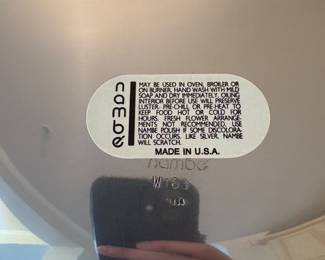 nambé
MAY BE USED IN OVEN, BROILER OR
ON BURNER. HAND WASH WITH MILD
SOAP AND DRY IMMEDIATELY. OILING
INTERIOR BEFORE USE WILL PRESERVE
LUSTER. PRE-CHILL OR PRE-HEAT TO
KEEP FOOD HOT OR COLD FOR
HOURS. FRESH FLOWER ARRANGE-
MENTS NOT RECOMMENDED. USE
NAMBE POLISH IF SOME DISCOLORA-
TION OCCURS. LIKE SILVER, NAMBE
WILL SCRATCH.
MADE IN U.S.A.
nambé